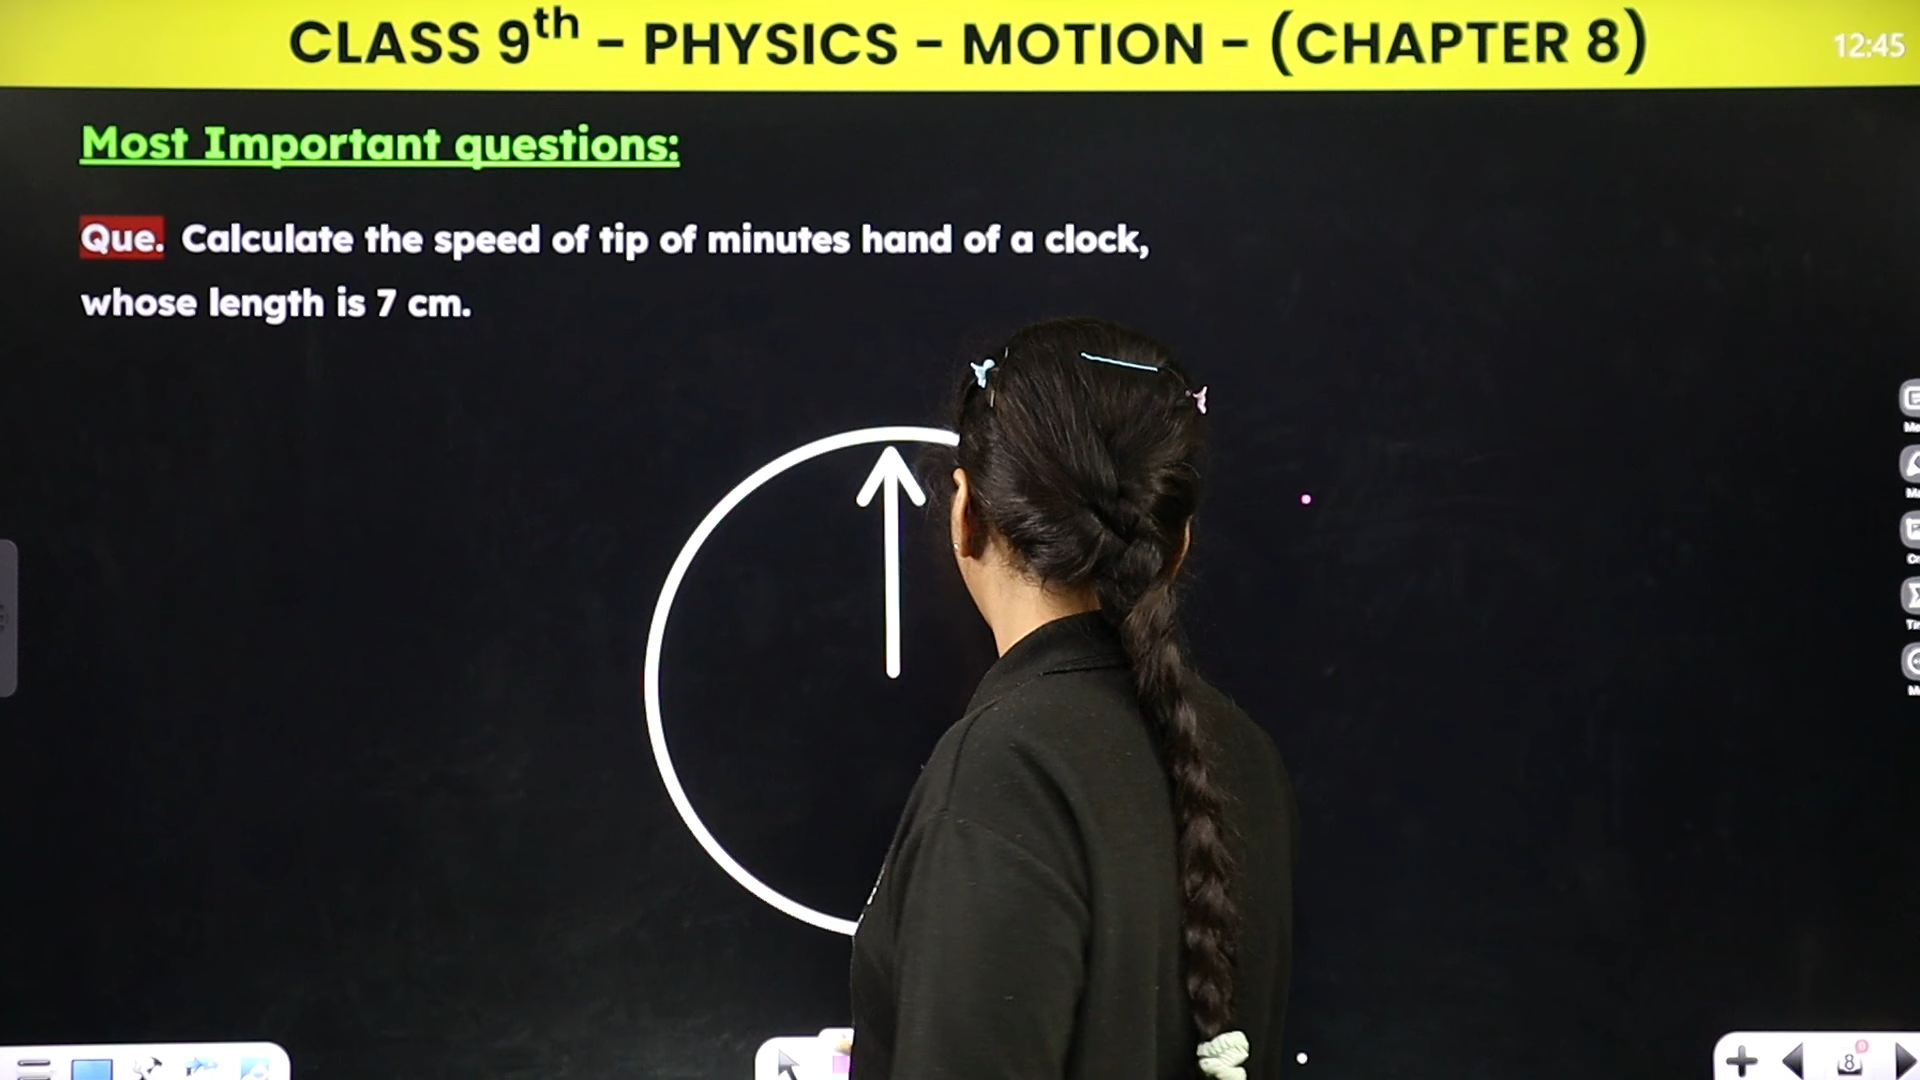 CLASS 9th - PHYSICS - MOTION - (CHAPTER 8)
12:45
Most Important questions:
Que. Calculate the speed of tip of minutes hand of a clock,
whose length is 7 cm.
8